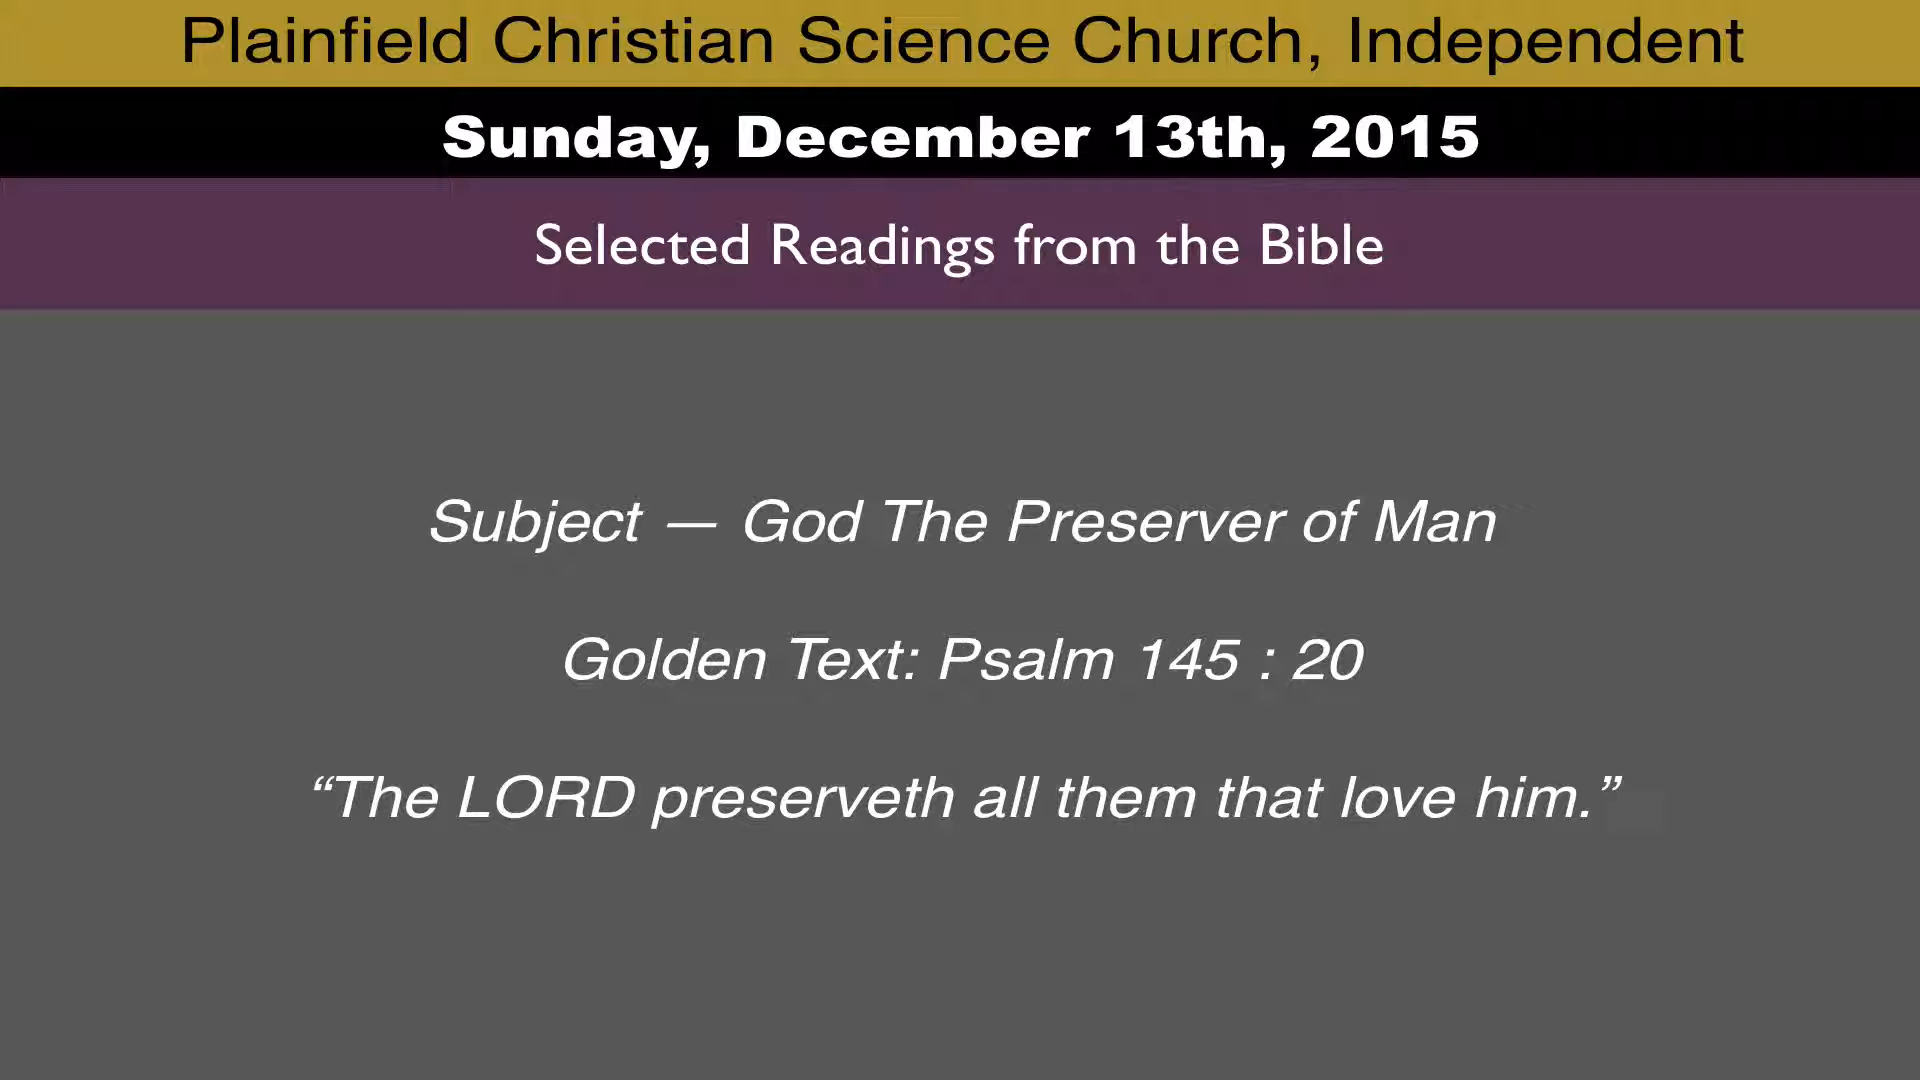 Plainfield Christian Science Church, Independent
Sunday, December 13th, 2015
Selected Readings from the Bible
Subject — God The Preserver of Man
Golden Text: Psalm 145 : 20
“The LORD preserveth all them that love him.”